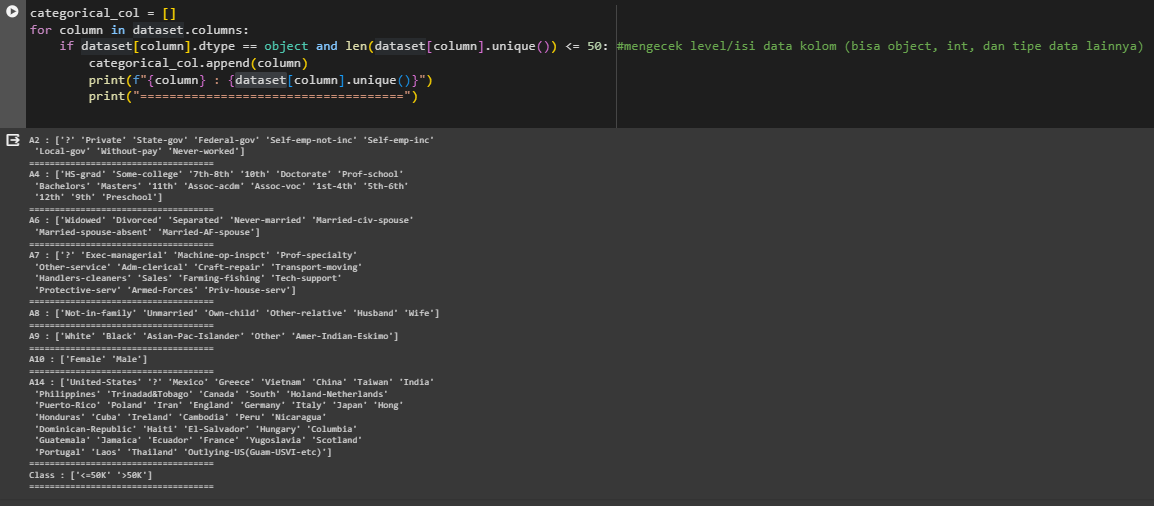 categorical_col = []
for column in dataset.columns:
    if dataset[column].dtype == object and len(dataset[column].unique()) <= 50: #mengecek level/isi data kolom (bisa object, int, dan tipe data lainnya)
        categorical_col.append(column)
        print(f"{column} : {dataset[column].unique()}")
        print("====================================")
A2 : ['?' 'Private' 'State-gov' 'Federal-gov' 'Self-emp-not-inc' 'Self-emp-inc'
 'Local-gov' 'Without-pay' 'Never-worked']
====================================
A4 : ['HS-grad' 'Some-college' '7th-8th' '10th' 'Doctorate' 'Prof-school'
 'Bachelors' 'Masters' '11th' 'Assoc-acdm' 'Assoc-voc' '1st-4th' '5th-6th'
 '12th' '9th' 'Preschool']
====================================
A6 : ['Widowed' 'Divorced' 'Separated' 'Never-married' 'Married-civ-spouse'
 'Married-spouse-absent' 'Married-AF-spouse']
====================================
A7 : ['?' 'Exec-managerial' 'Machine-op-inspct' 'Prof-specialty'
 'Other-service' 'Adm-clerical' 'Craft-repair' 'Transport-moving'
 'Handlers-cleaners' 'Sales' 'Farming-fishing' 'Tech-support'
 'Protective-serv' 'Armed-Forces' 'Priv-house-serv']
====================================
A8 : ['Not-in-family' 'Unmarried' 'Own-child' 'Other-relative' 'Husband' 'Wife']
====================================
A9 : ['White' 'Black' 'Asian-Pac-Islander' 'Other' 'Amer-Indian-Eskimo']
====================================
A10 : ['Female' 'Male']
====================================
A14 : ['United-States' '?' 'Mexico' 'Greece' 'Vietnam' 'China' 'Taiwan' 'India'
 'Philippines' 'Trinadad&Tobago' 'Canada' 'South' 'Holand-Netherlands'
 'Puerto-Rico' 'Poland' 'Iran' 'England' 'Germany' 'Italy' 'Japan' 'Hong'
 'Honduras' 'Cuba' 'Ireland' 'Cambodia' 'Peru' 'Nicaragua'
 'Dominican-Republic' 'Haiti' 'El-Salvador' 'Hungary' 'Columbia'
 'Guatemala' 'Jamaica' 'Ecuador' 'France' 'Yugoslavia' 'Scotland'
 'Portugal' 'Laos' 'Thailand' 'Outlying-US(Guam-USVI-etc)']
====================================
Class : ['<=50K' '>50K']
====================================